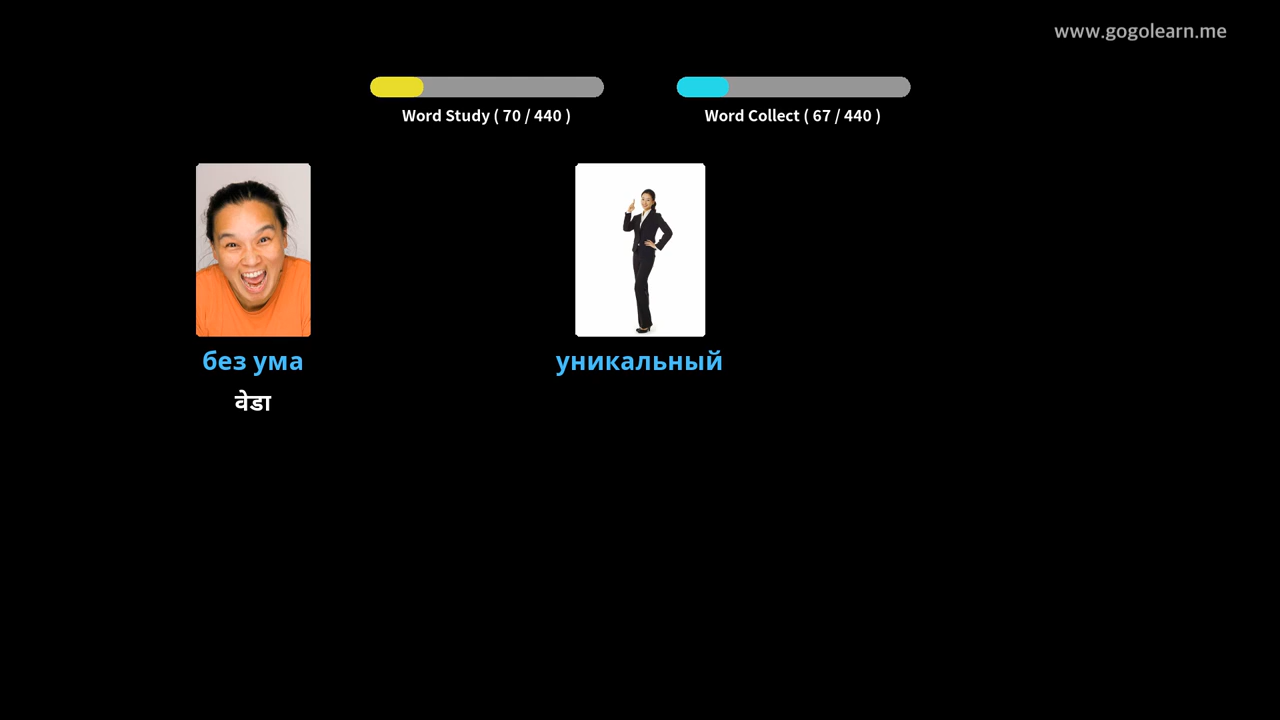 www.gogolearn.me
Word Study ( 70 / 440 )
Word Collect ( 67 / 440 )
без ума
уникальный
वेडा